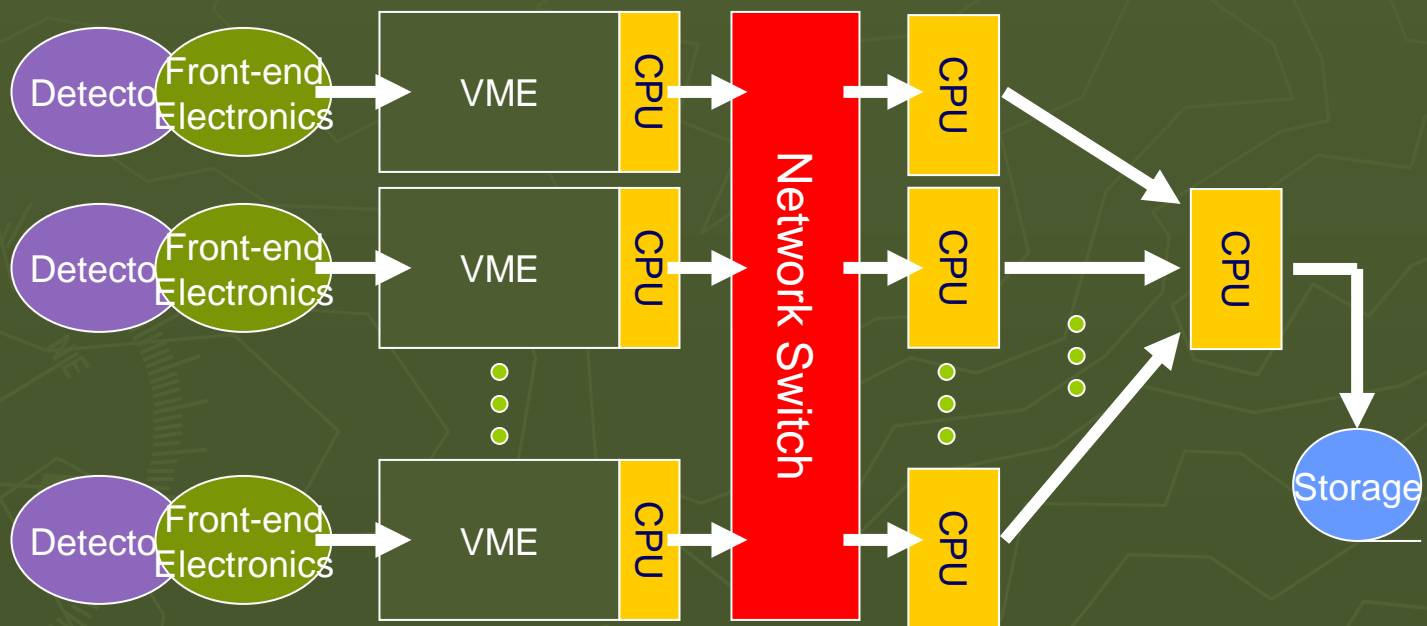 Detecto
Front-end
Electronics
VME
CPU
Detecto
Front-end
Electronics
VME
CPU
Detecto
Front-end
Electronics
VME
CPU
Network Switch
CPU
CPU
CPU
CPU
Storage